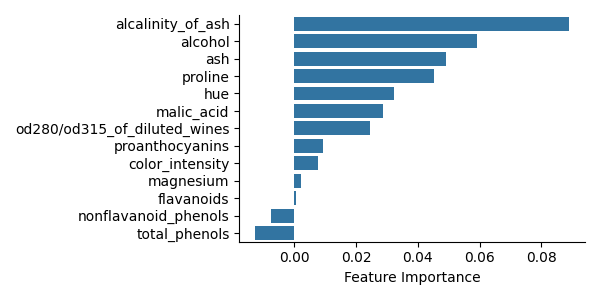 alcalinity_of_ash
alcohol
ash
proline
hue
malic_acid
od280/od315_of_diluted_wines
proanthocyanins
color_intensity
magnesium
flavanoids
nonflavanoid_phenols
total_phenols
0.00 0.02 0.04 0.06 0.08
Feature Importance